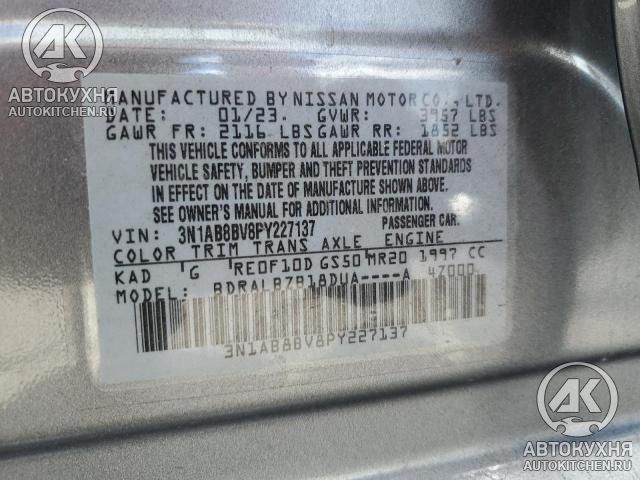 AK
АВТОКУХНЯ
AUTOKITCHEN.RU
MANUFACTURED BY NISSAN MOTOR CO., LTD.
DATE: 01/23. GVWR: 3957 LBS
GAWR FR: 2116 LBS GAWR RR: 1852 LBS
THIS VEHICLE CONFORMS TO ALL APPLICABLE FEDERAL MOTOR
VEHICLE SAFETY, BUMPER AND THEFT PREVENTION STANDARDS
IN EFFECT ON THE DATE OF MANUFACTURE SHOWN ABOVE.
SEE OWNER'S MANUAL FOR ADDITIONAL INFORMATION.
VIN: 3N1AB8BV8PY227137 PASSENGER CAR.
COLOR TRIM TRANS AXLE ENGINE
KAD G RE0F10D GS50 MR20 1997 CC
MODEL: BDRALBZB18DUA----A 47000.
3N1AB8BV8PY227137
AK
АВТОКУХНЯ
AUTOKITCHEN.RU